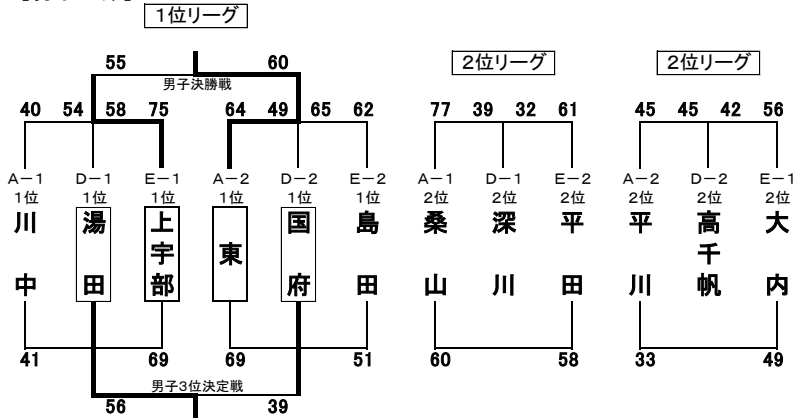 1位リーグ
55 60
男子決勝戦
2位リーグ 2位リーグ
40 54 58 75 64 49 65 62 77 39 32 61 45 45 42 56
A-1 D-1 E-1 A-2 D-2 E-2 A-1 D-1 E-2 A-2 D-2 E-1
1位 1位 1位 1位 1位 1位 2位 2位 2位 2位 2位 2位
川中 湯田 上宇部 東 国府 島田 桑山 深川 平田 平川 高千帆 大内
41 69 69 51 60 58 33 49
男子3位決定戦
56 39